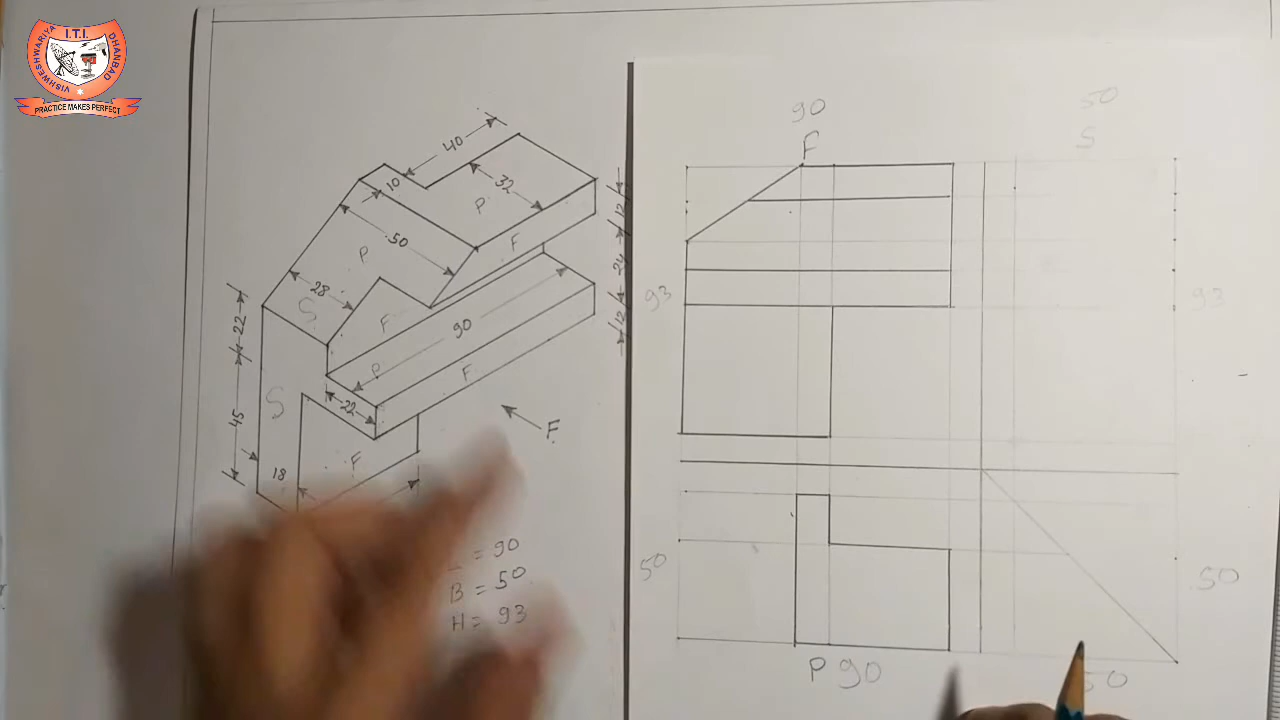 I.T.I.
VISHWESHWARIYA
DHANBAD
PRACTICE MAKES PERFECT
40
10
32
P
50
F
12
P
28
24
S
F
90
22
P
F
12
22
S
45
F
F
18
= 90
B = 50
H = 93
90
F
50
S
93
93
50
50
P 90
50